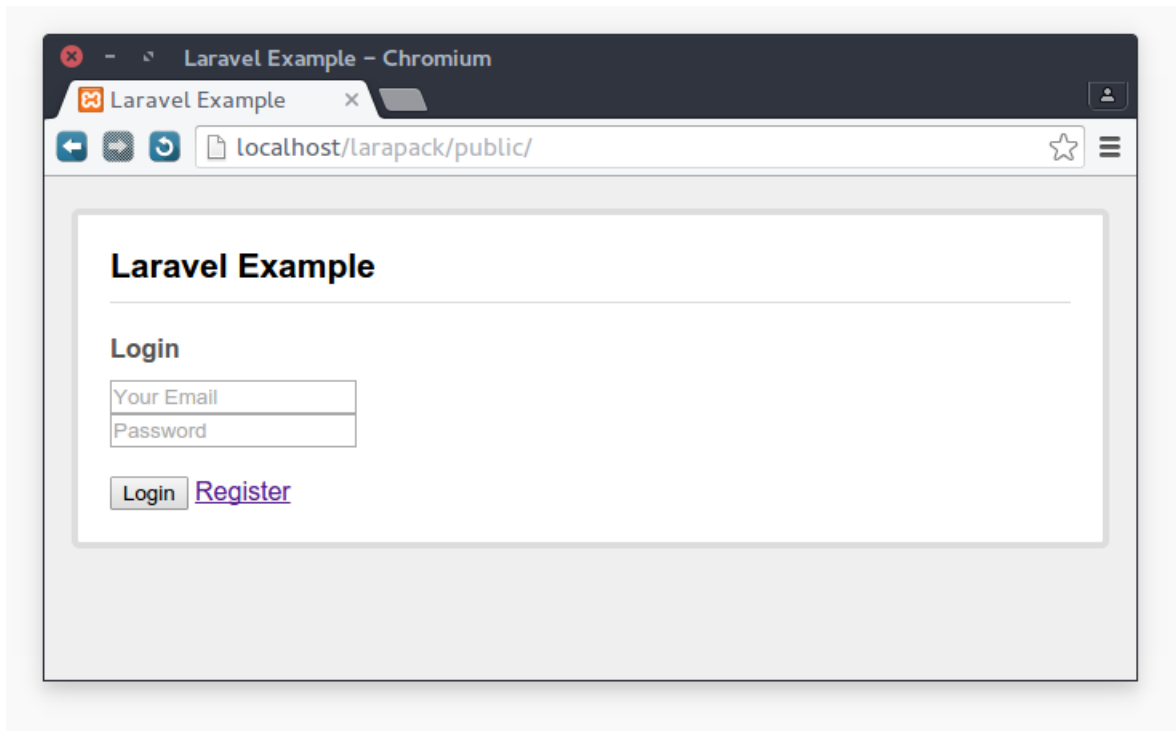 Laravel Example – Chromium
Laravel Example
localhost/larapack/public/
Laravel Example
Login
Your Email
Password
Login Register